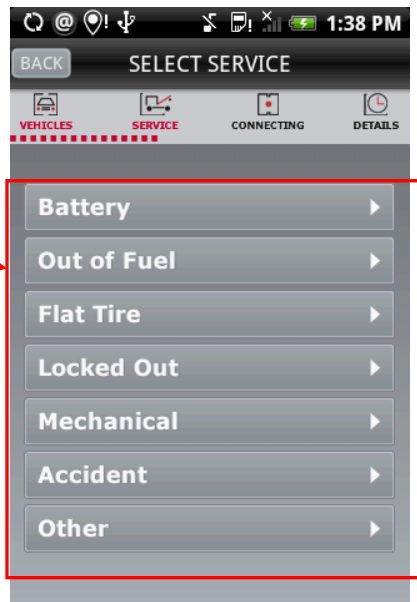 1:38 PM
BACK SELECT SERVICE
VEHICLES SERVICE CONNECTING DETAILS
Battery
Out of Fuel
Flat Tire
Locked Out
Mechanical
Accident
Other